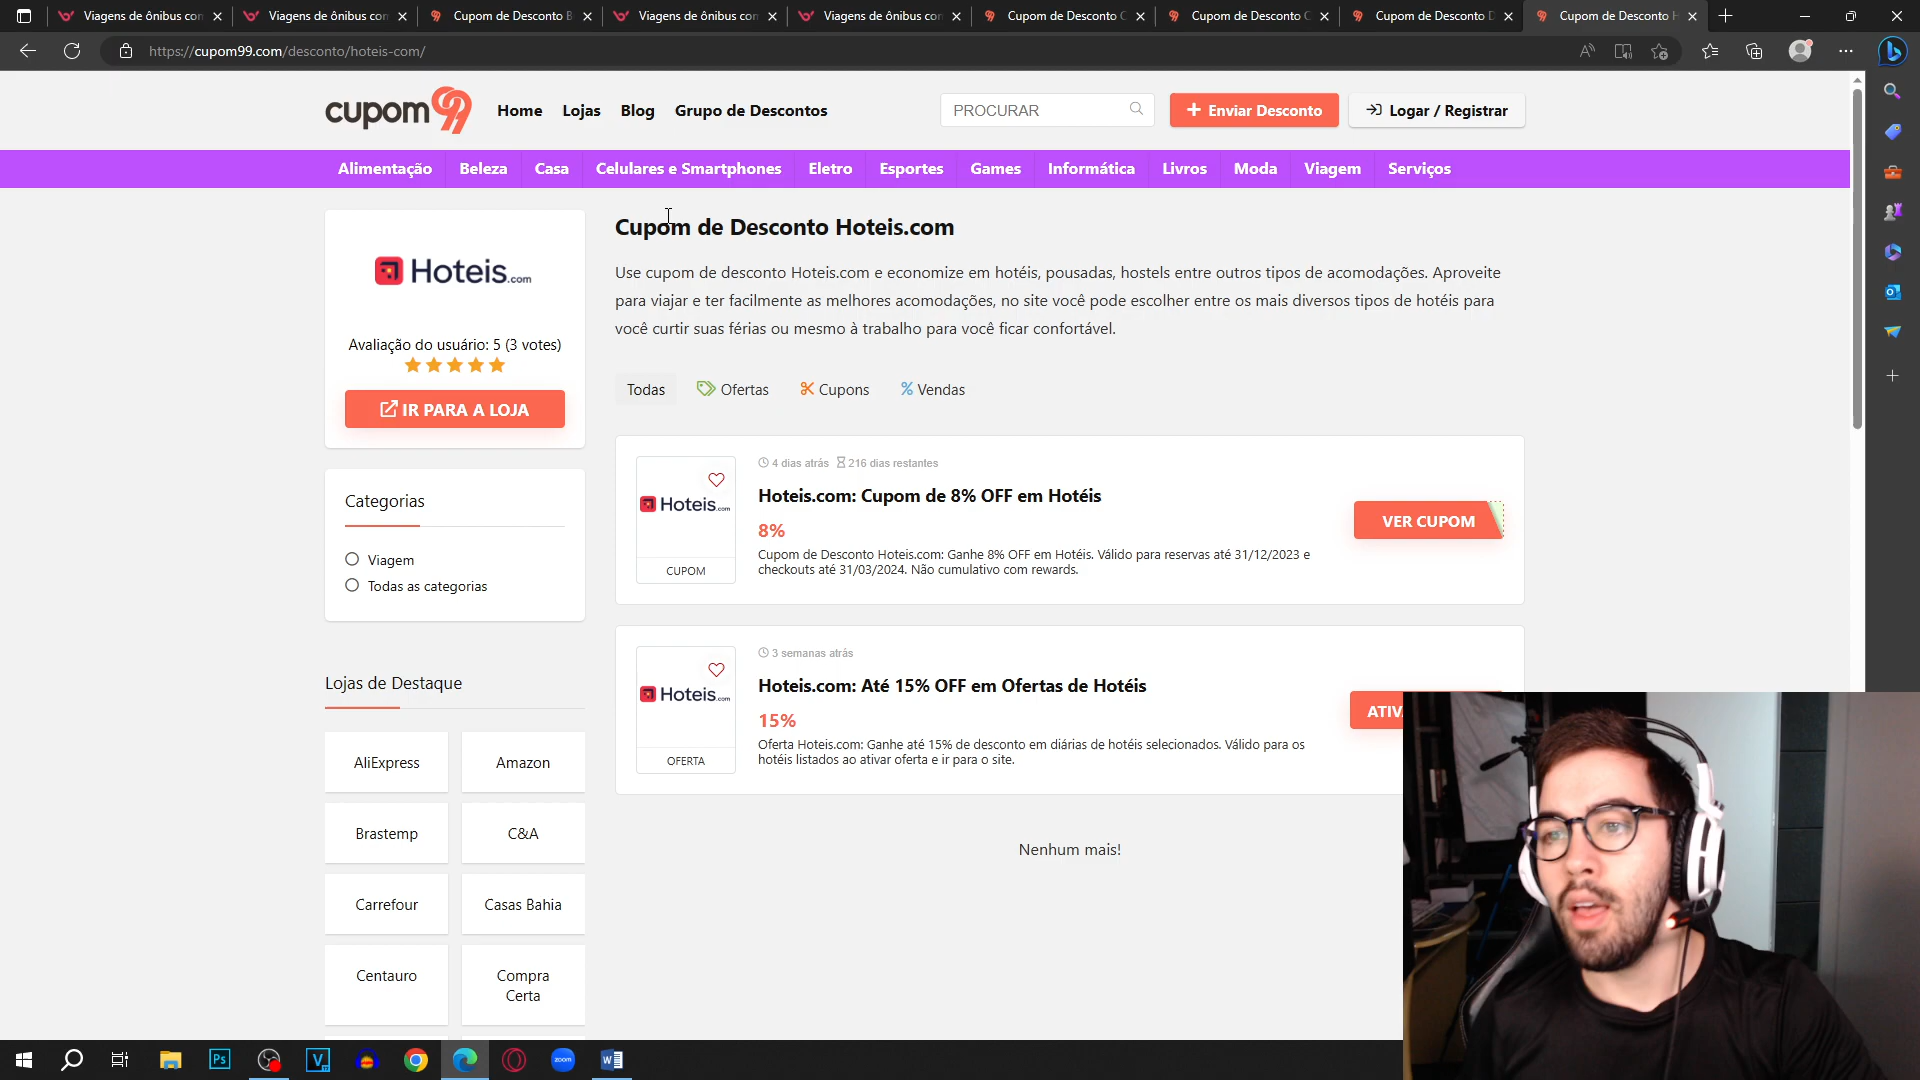 Viagens de ônibus con
Viagens de ônibus con
Cupom de Desconto B
Viagens de ônibus con
Viagens de ônibus con
Cupom de Desconto C
Cupom de Desconto C
Cupom de Desconto D
Cupom de Desconto H
https://cupom99.com/desconto/hoteis-com/
cupom99
Home
Lojas
Blog
Grupo de Descontos
PROCURAR
+ Enviar Desconto
Logar / Registrar
Alimentação
Beleza
Casa
Celulares e Smartphones
Eletro
Esportes
Games
Informática
Livros
Moda
Viagem
Serviços
Hoteis.com
Avaliação do usuário: 5 (3 votes)
IR PARA A LOJA
Categorias
Viagem
Todas as categorias
Lojas de Destaque
AliExpress
Amazon
Brastemp
C&A
Carrefour
Casas Bahia
Centauro
Compra
Certa
Cupom de Desconto Hoteis.com
Use cupom de desconto Hoteis.com e economize em hotéis, pousadas, hostels entre outros tipos de acomodações. Aproveite
para viajar e ter facilmente as melhores acomodações, no site você pode escolher entre os mais diversos tipos de hotéis para
você curtir suas férias ou mesmo à trabalho para você ficar confortável.
Todas
Ofertas
Cupons
% Vendas
Hoteis.com
CUPOM
4 dias atrás
216 dias restantes
Hoteis.com: Cupom de 8% OFF em Hotéis
8%
Cupom de Desconto Hoteis.com: Ganhe 8% OFF em Hotéis. Válido para reservas até 31/12/2023 e
checkouts até 31/03/2024. Não cumulativo com rewards.
VER CUPOM
Hoteis.com
OFERTA
3 semanas atrás
Hoteis.com: Até 15% OFF em Ofertas de Hotéis
15%
Oferta Hoteis.com: Ganhe até 15% de desconto em diárias de hotéis selecionados. Válido para os
hotéis listados ao ativar oferta e ir para o site.
ATIV
Nenhum mais!
Ps
V
zoom
W